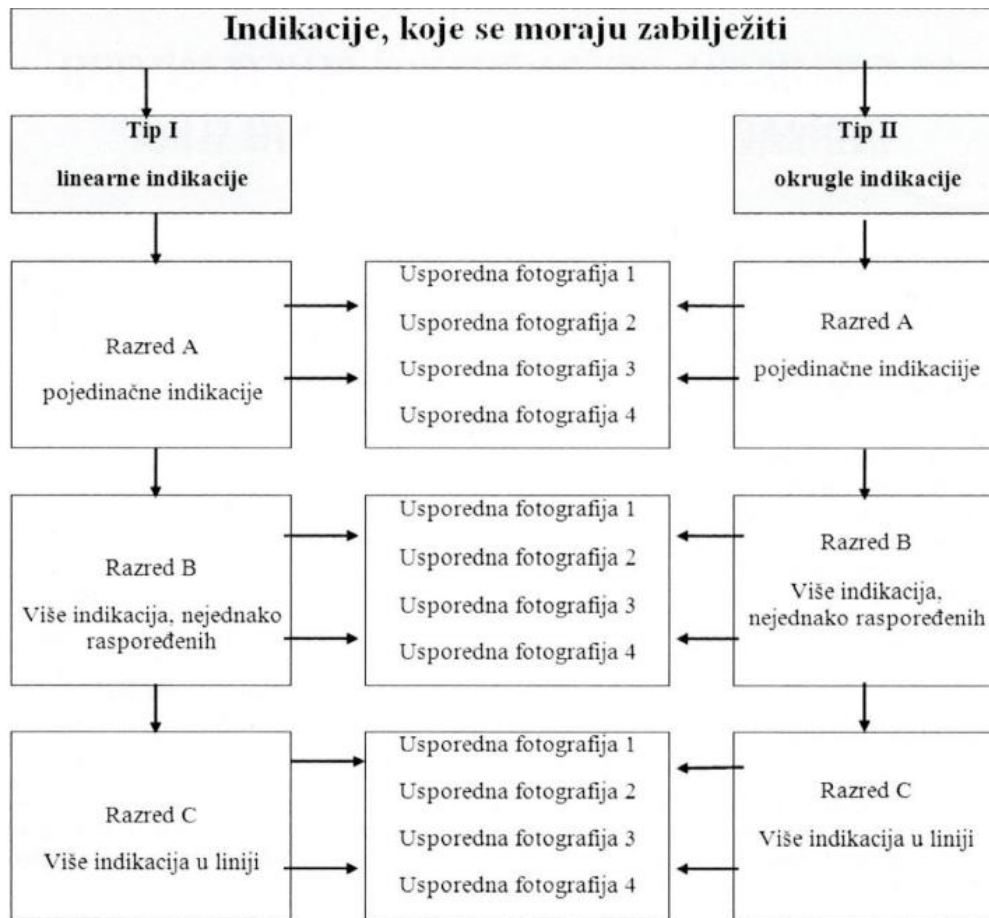 Indikacije, koje se moraju zabilježiti
Tip I
linearne indikacije
Tip II
okrugle indikacije
Razred A
pojedinačne indikacije
Usporedna fotografija 1
Usporedna fotografija 2
Usporedna fotografija 3
Usporedna fotografija 4
Razred A
pojedinačne indikaciije
Razred B
Više indikacija, nejednako
raspoređenih
Usporedna fotografija 1
Usporedna fotografija 2
Usporedna fotografija 3
Usporedna fotografija 4
Razred B
Više indikacija,
nejednako raspoređenih
Razred C
Više indikacija u liniji
Usporedna fotografija 1
Usporedna fotografija 2
Usporedna fotografija 3
Usporedna fotografija 4
Razred C
Više indikacija u liniji